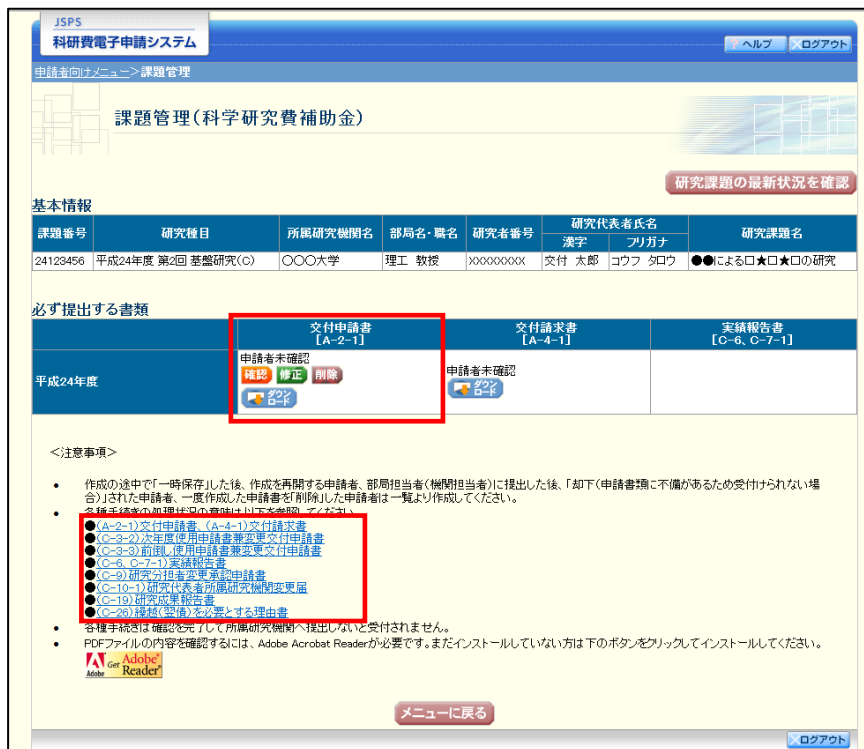 JSPS
科研費電子申請システム
ヘルプ
ログアウト
申請者向けメニュー>課題管理
課題管理(科学研究費補助金)
研究課題の最新状況を確認
基本情報
課題番号 研究種目 所属研究機関名 部局名・職名 研究者番号 研究代表者氏名 研究課題名
漢字 フリガナ
24123456 平成24年度 第2回 基盤研究(C) 〇〇〇大学 理工 教授 XXXXXXXX 交付 太郎 コウフ タロウ ●●による□★□★□の研究
必ず提出する書類
交付申請書 交付請求書 実績報告書
[A-2-1] [A-4-1] [C-6、C-7-1]
平成24年度
申請者未確認
確認 修正 削除
ダウンロード
申請者未確認
ダウンロード
<注意事項>
• 作成の途中で「一時保存」した後、作成を再開する申請者、部局担当者(機関担当者)に提出した後、「却下(申請書類に不備があるため受付けられない場
合)」された申請者、一度作成した申請書を「削除」した申請者は一覧より作成してください。
• 各種手続きの処理状況の意味は以下を参照してください。
●(A-2-1)交付申請書、(A-4-1)交付請求書
●(C-3-2)次年度使用申請書兼変更交付申請書
●(C-3-3)前倒し使用申請書兼変更交付申請書
●(C-6、C-7-1)実績報告書
●(C-9)研究分担者変更承認申請書
●(C-10-1)研究代表者所属研究機関変更届
●(C-19)研究成果報告書
●(C-26)繰越(翌債)を必要とする理由書
• 各種手続きは確認を完了して所属研究機関へ提出しないと受付されません。
• PDFファイルの内容を確認するには、Adobe Acrobat Readerが必要です。まだインストールしていない方は下のボタンをクリックしてインストールしてください。
Adobe Get Adobe® Reader®
メニューに戻る
ログアウト